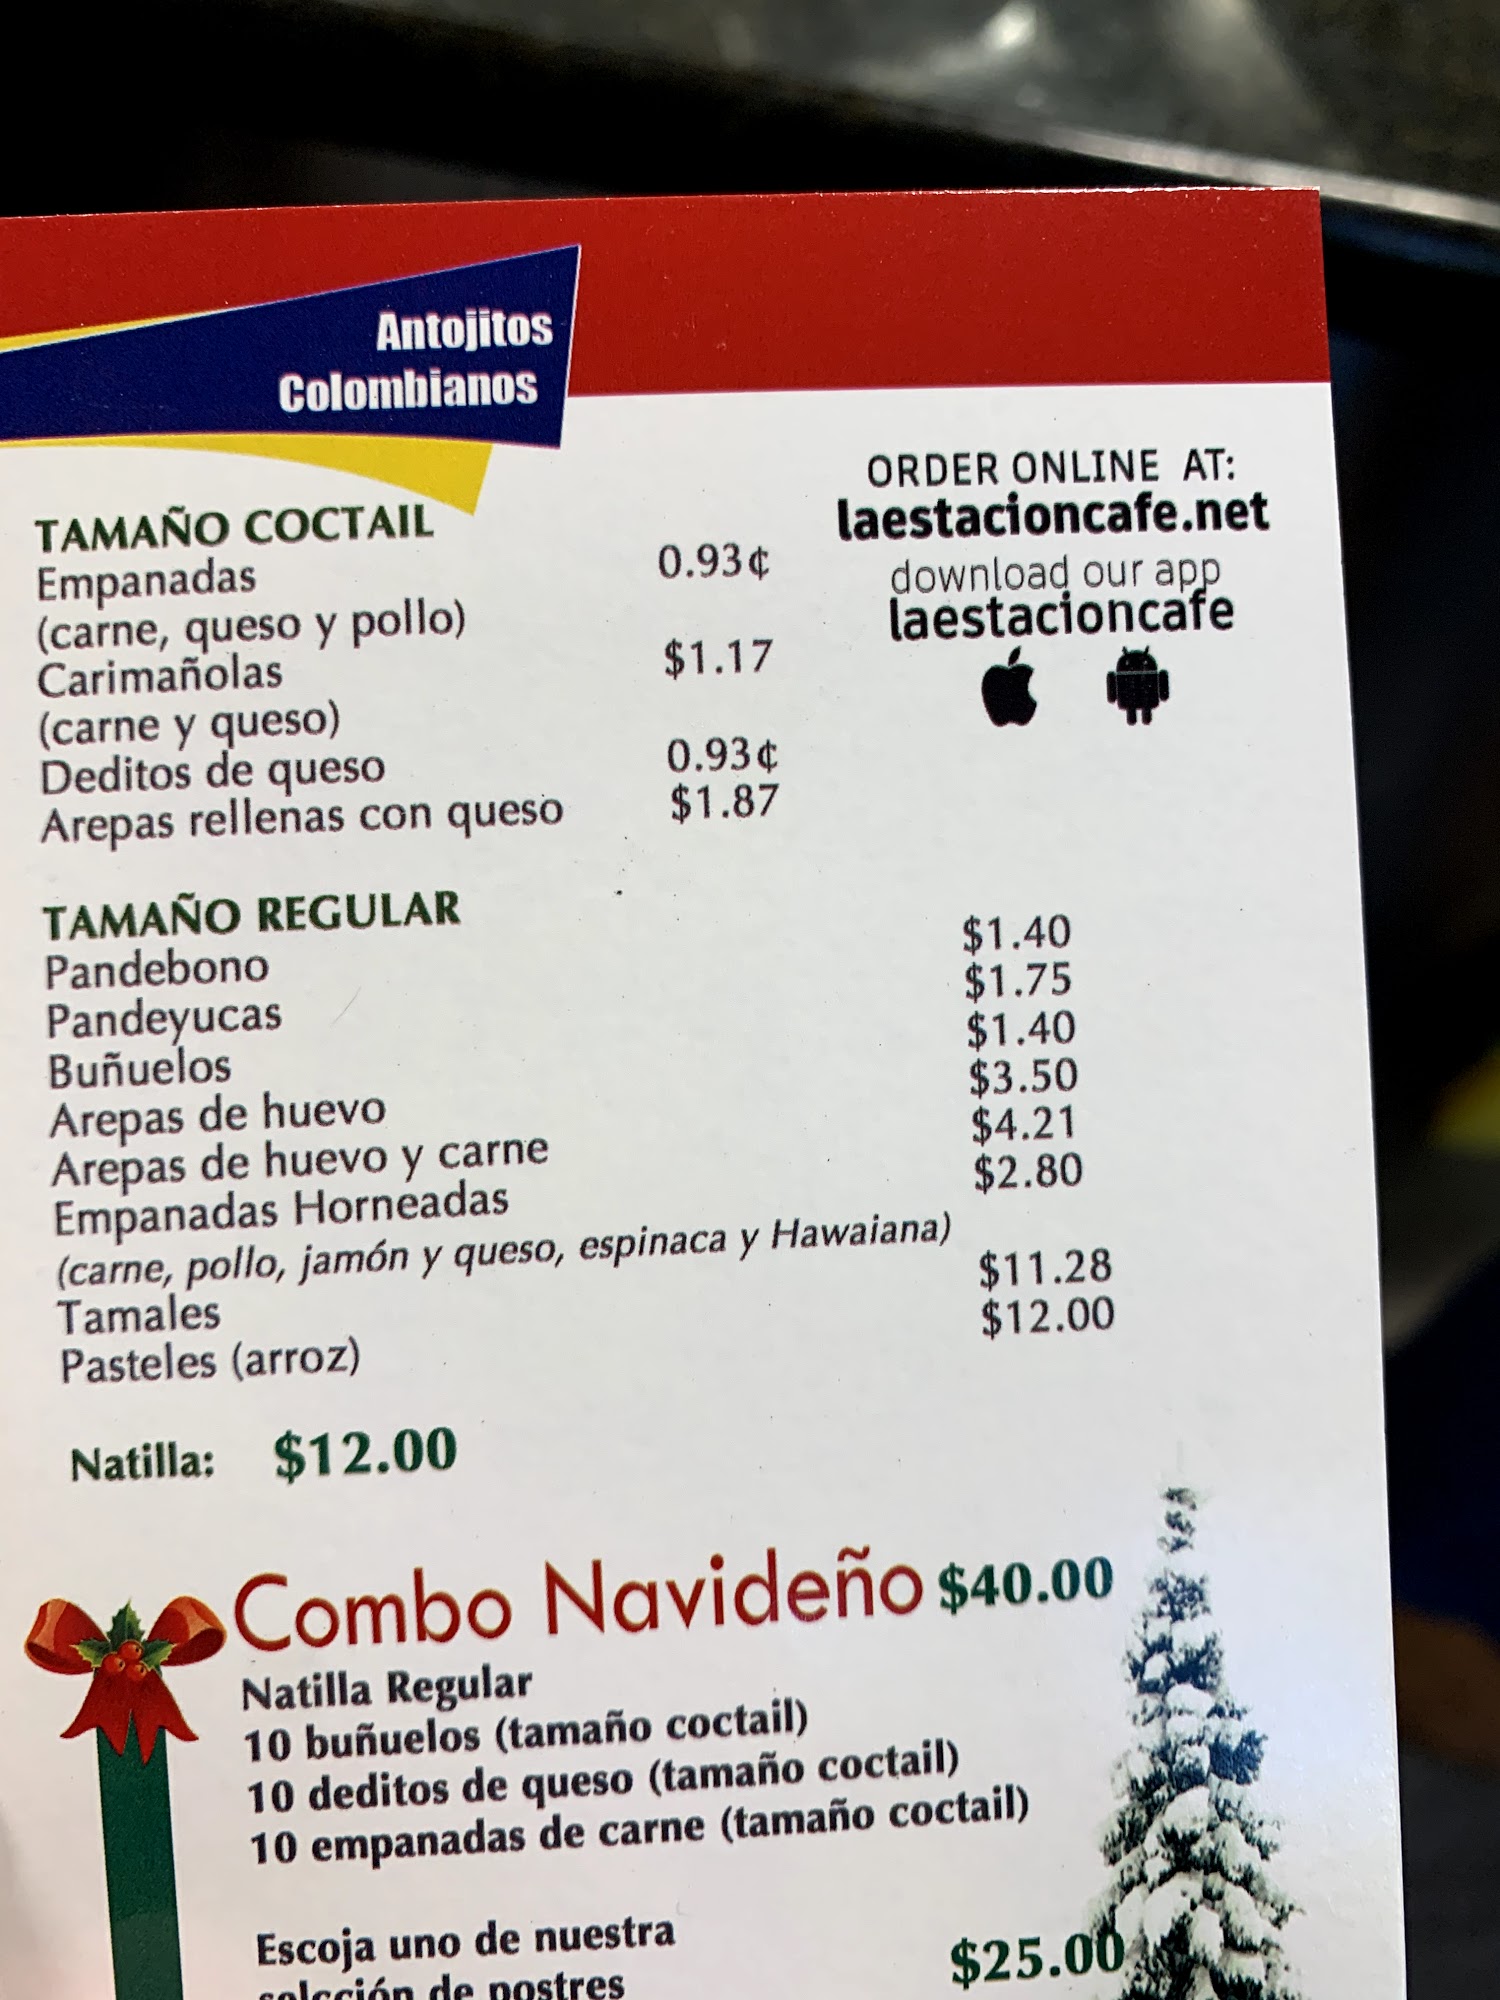 Antojitos
Colombianos
ORDER ONLINE AT:
laestacioncafe.net
download our app
laestacioncafe
TAMAÑO COCTAIL
Empanadas 0.93¢
(carne, queso y pollo)
Carimañolas $1.17
(carne y queso)
Deditos de queso 0.93¢
Arepas rellenas con queso $1.87
TAMAÑO REGULAR
Pandebono $1.40
Pandeyucas $1.75
Buñuelos $1.40
Arepas de huevo $3.50
Arepas de huevo y carne $4.21
Empanadas Horneadas $2.80
(carne, pollo, jamón y queso, espinaca y Hawaiana)
Tamales $11.28
Pasteles (arroz) $12.00
Natilla: $12.00
Combo Navideño $40.00
Natilla Regular
10 buñuelos (tamaño coctail)
10 deditos de queso (tamaño coctail)
10 empanadas de carne (tamaño coctail)
Escoja uno de nuestra $25.00
selcción de postres